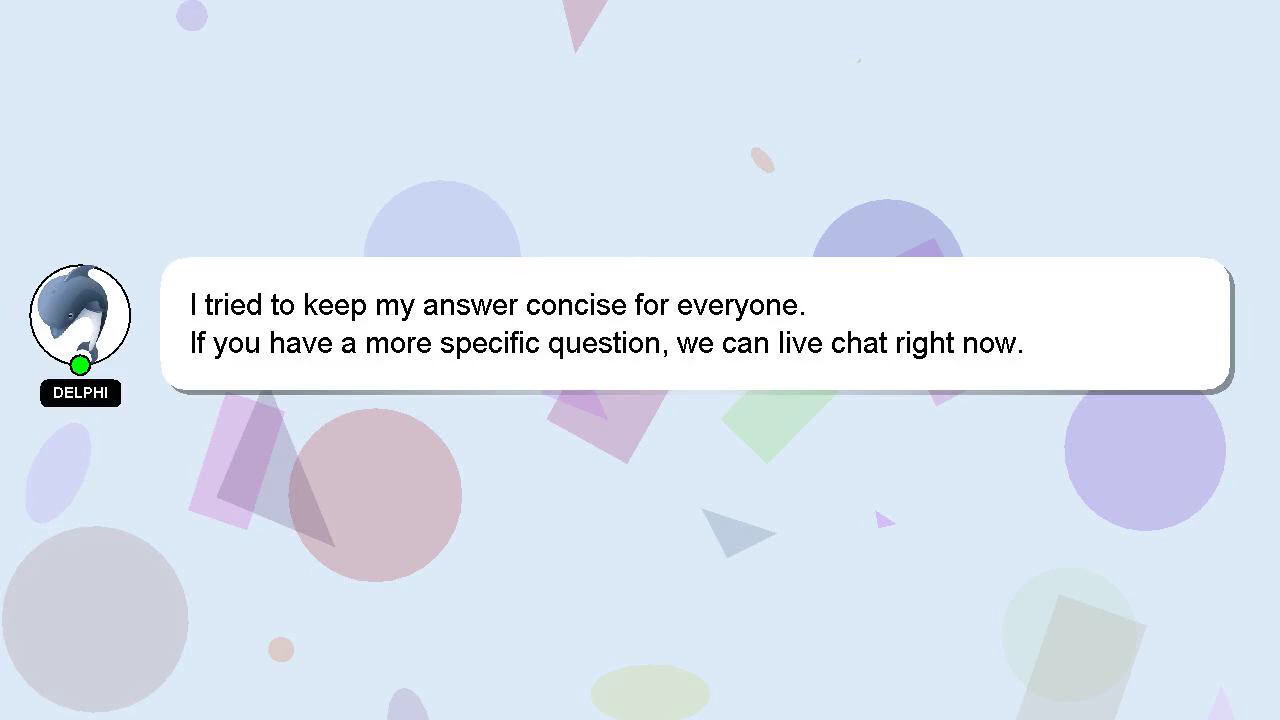 I tried to keep my answer concise for everyone.
If you have a more specific question, we can live chat right now.
DELPHI